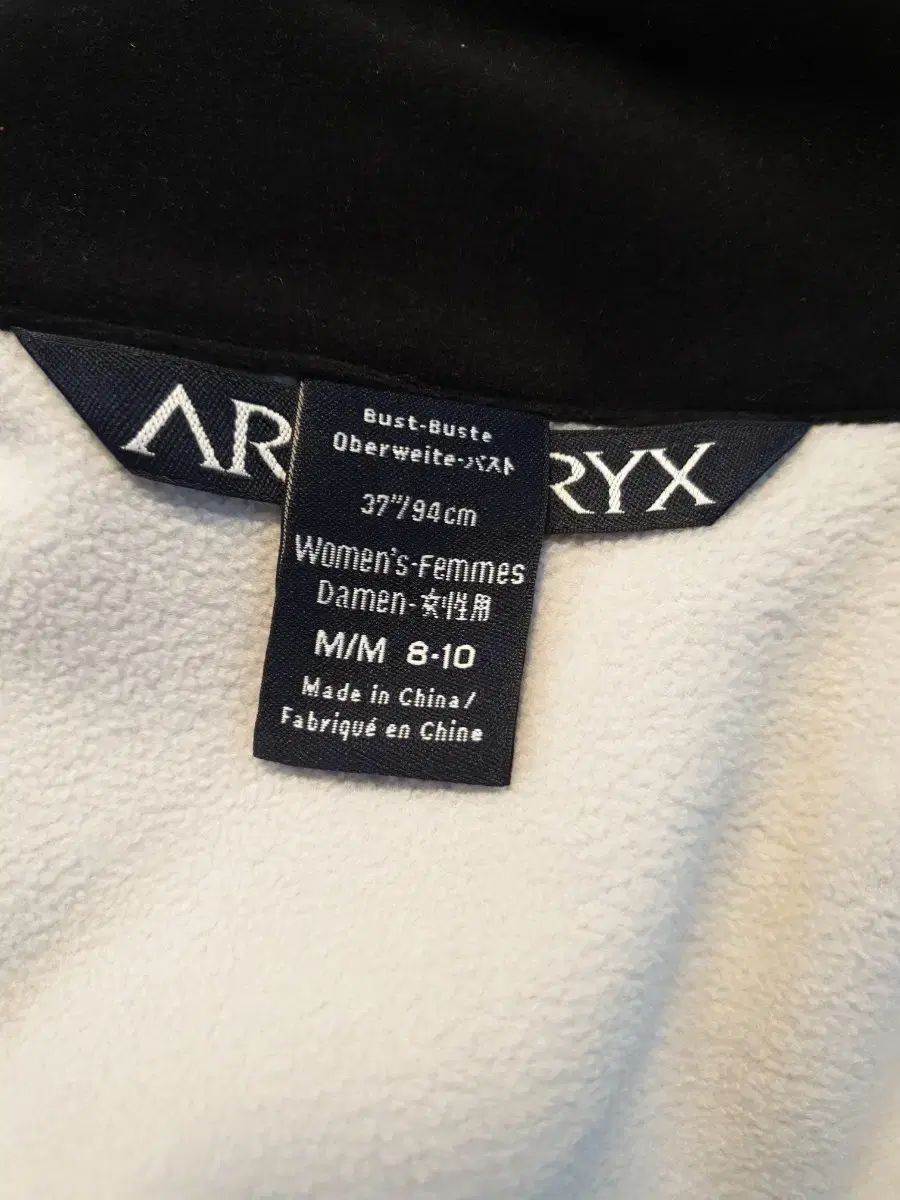 AR RYX
Bust-Buste
Oberweite-バスト
37"/94cm
Women's-Femmes
Damen-女性用
M/M 8-10
Made in China/
Fabriqué en Chine